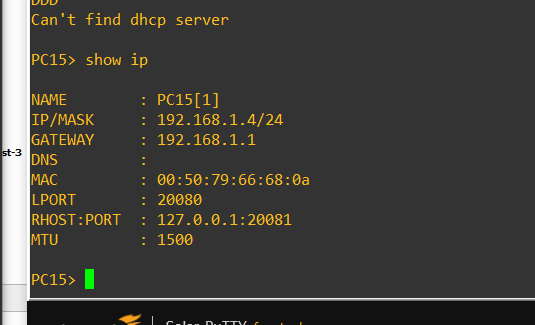 DDD
Can't find dhcp server
PC15> show ip
NAME        : PC15[1]
IP/MASK     : 192.168.1.4/24
GATEWAY     : 192.168.1.1
DNS         :
MAC         : 00:50:79:66:68:0a
LPORT       : 20080
RHOST:PORT  : 127.0.0.1:20081
MTU         : 1500
st-3
PC15>